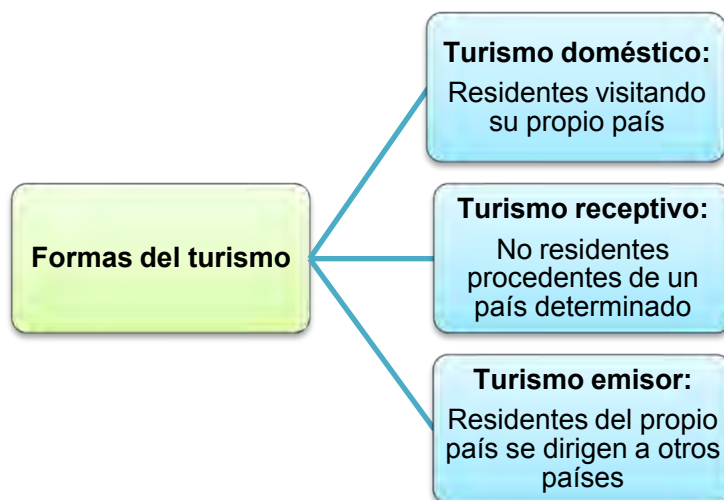 Formas del turismo
Turismo doméstico:
Residentes visitando
su propio país
Turismo receptivo:
No residentes
procedentes de un
país determinado
Turismo emisor:
Residentes del propio
país se dirigen a otros
países